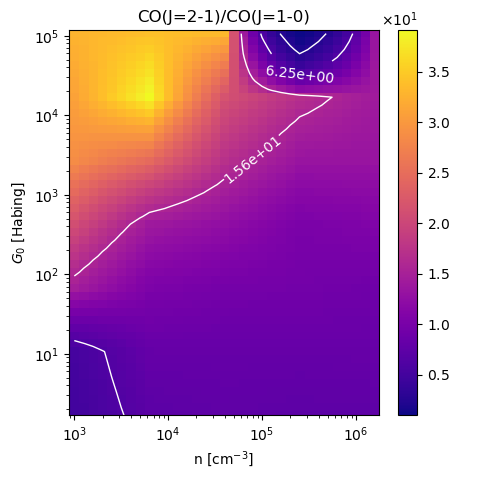 CO(J=2-1)/CO(J=1-0)
×10¹
10⁵
10⁴
10³
10²
10¹
G₀ [Habing]
6.25e+00
1.56e+01
10³ 10⁴ 10⁵ 10⁶
n [cm⁻³]
3.5
3.0
2.5
2.0
1.5
1.0
0.5